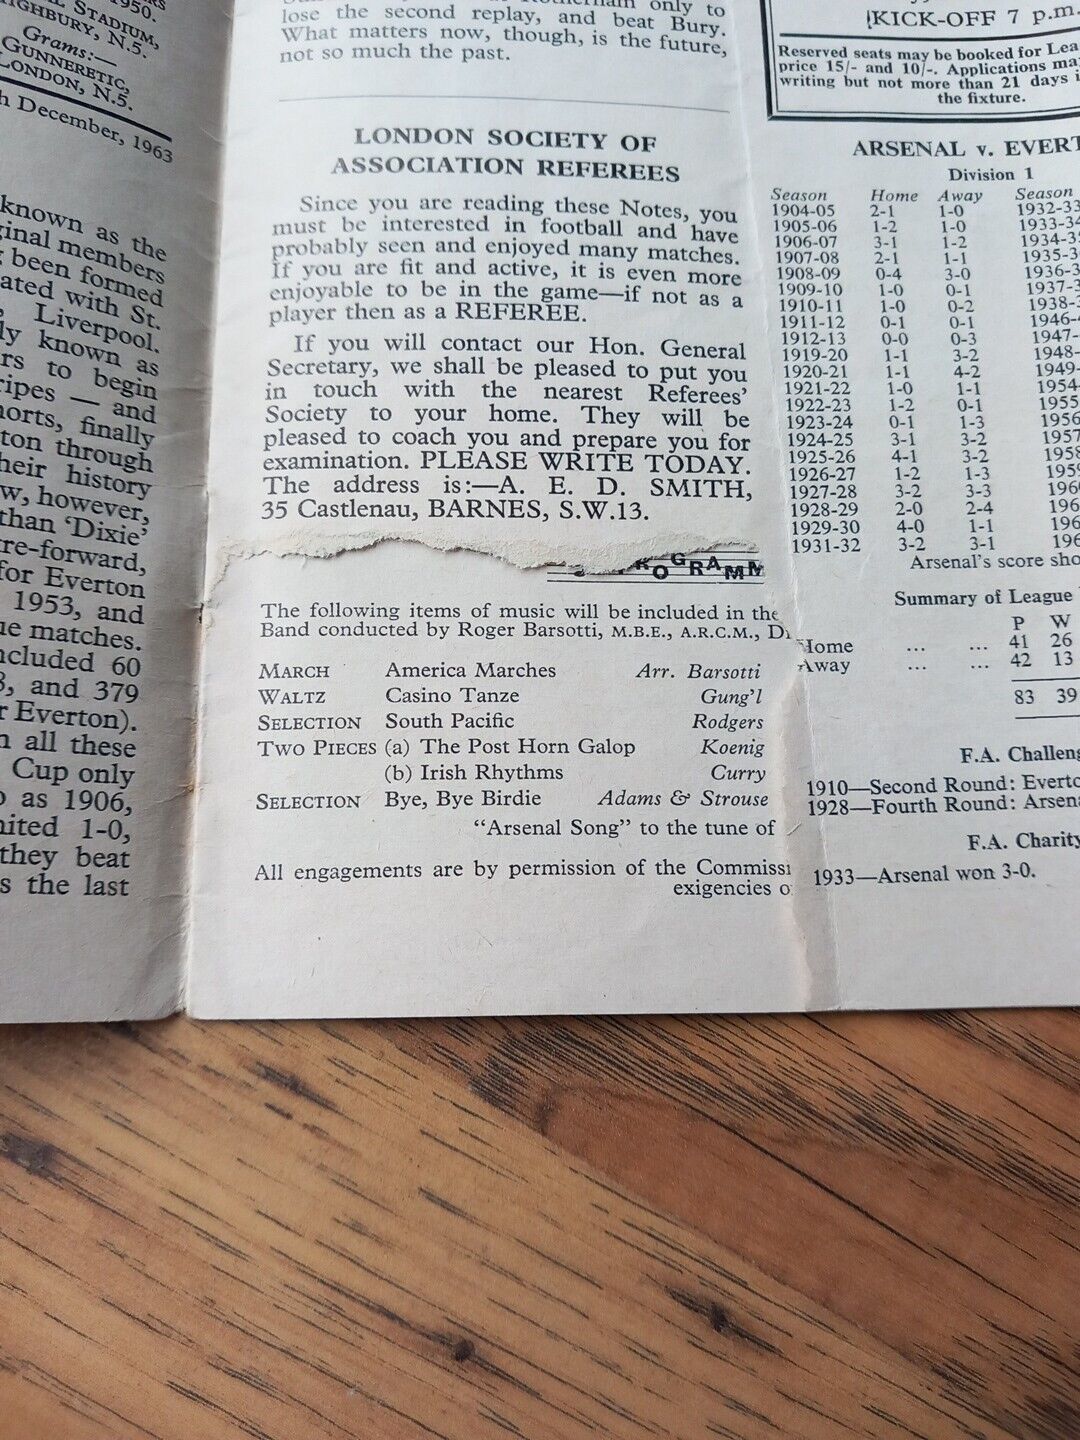 1950.
STADIUM,
HIGHBURY, N.5.
Grams:—
GUNNERETIC,
LONDON, N.5.
December, 1963
known as the
members
been formed
with St.
Liverpool.
known as
to begin
— and
finally
through
their history
however,
than 'Dixie'
for Everton
1953, and
matches.
included 60
and 379
Everton).
all these
Cup only
as 1906,
1-0,
they beat
the last
only to
lose the second replay, and beat Bury.
What matters now, though, is the future,
not so much the past.
LONDON SOCIETY OF
ASSOCIATION REFEREES
Since you are reading these Notes, you
must be interested in football and have
probably seen and enjoyed many matches.
If you are fit and active, it is even more
enjoyable to be in the game—if not as a
player then as a REFEREE.
If you will contact our Hon. General
Secretary, we shall be pleased to put you
in touch with the nearest Referees'
Society to your home. They will be
pleased to coach you and prepare you for
examination. PLEASE WRITE TODAY.
The address is:—A. E. D. SMITH,
35 Castlenau, BARNES, S.W.13.
The following items of music will be included in the
Band conducted by Roger Barsotti, M.B.E., A.R.C.M.,
MARCH America Marches Arr. Barsotti
WALTZ Casino Tanze Gung'l
SELECTION South Pacific Rodgers
TWO PIECES (a) The Post Horn Galop Koenig
(b) Irish Rhythms Curry
SELECTION Bye, Bye Birdie Adams & Strouse
"Arsenal Song" to the tune of
All engagements are by permission of the
exigencies
KICK-OFF 7 p.m.
Reserved seats may be booked for
price 15/- and 10/-. Applications
writing but not more than 21 days
the fixture.
ARSENAL v.
Division 1
Season Home Away Season
1904-05 2-1 1-0 1932-33
1905-06 1-2 1-0
1906-07 3-1 1-2
1907-08 2-1 1-1
1908-09 0-4 3-0
1909-10 1-0 0-1
1910-11 1-0 0-2
1911-12 0-1 0-1
1912-13 0-0 0-3
1919-20 1-1 3-2
1920-21 1-1 4-2
1921-22 1-0 1-1
1922-23 1-2 0-1
1923-24 0-1 1-3
1924-25 3-1 3-2
1925-26 4-1 3-2
1926-27 1-2 1-3
1927-28 3-2 3-3
1928-29 2-0 2-4
1929-30 4-0 1-1
1931-32 3-2 3-1
Arsenal's score
Summary of League
P W
Home ... ... 41 26
Away ... ... 42 13
83 39
F.A.
1910—Second Round:
1928—Fourth Round:
F.A. Charity
1933—Arsenal won 3-0.